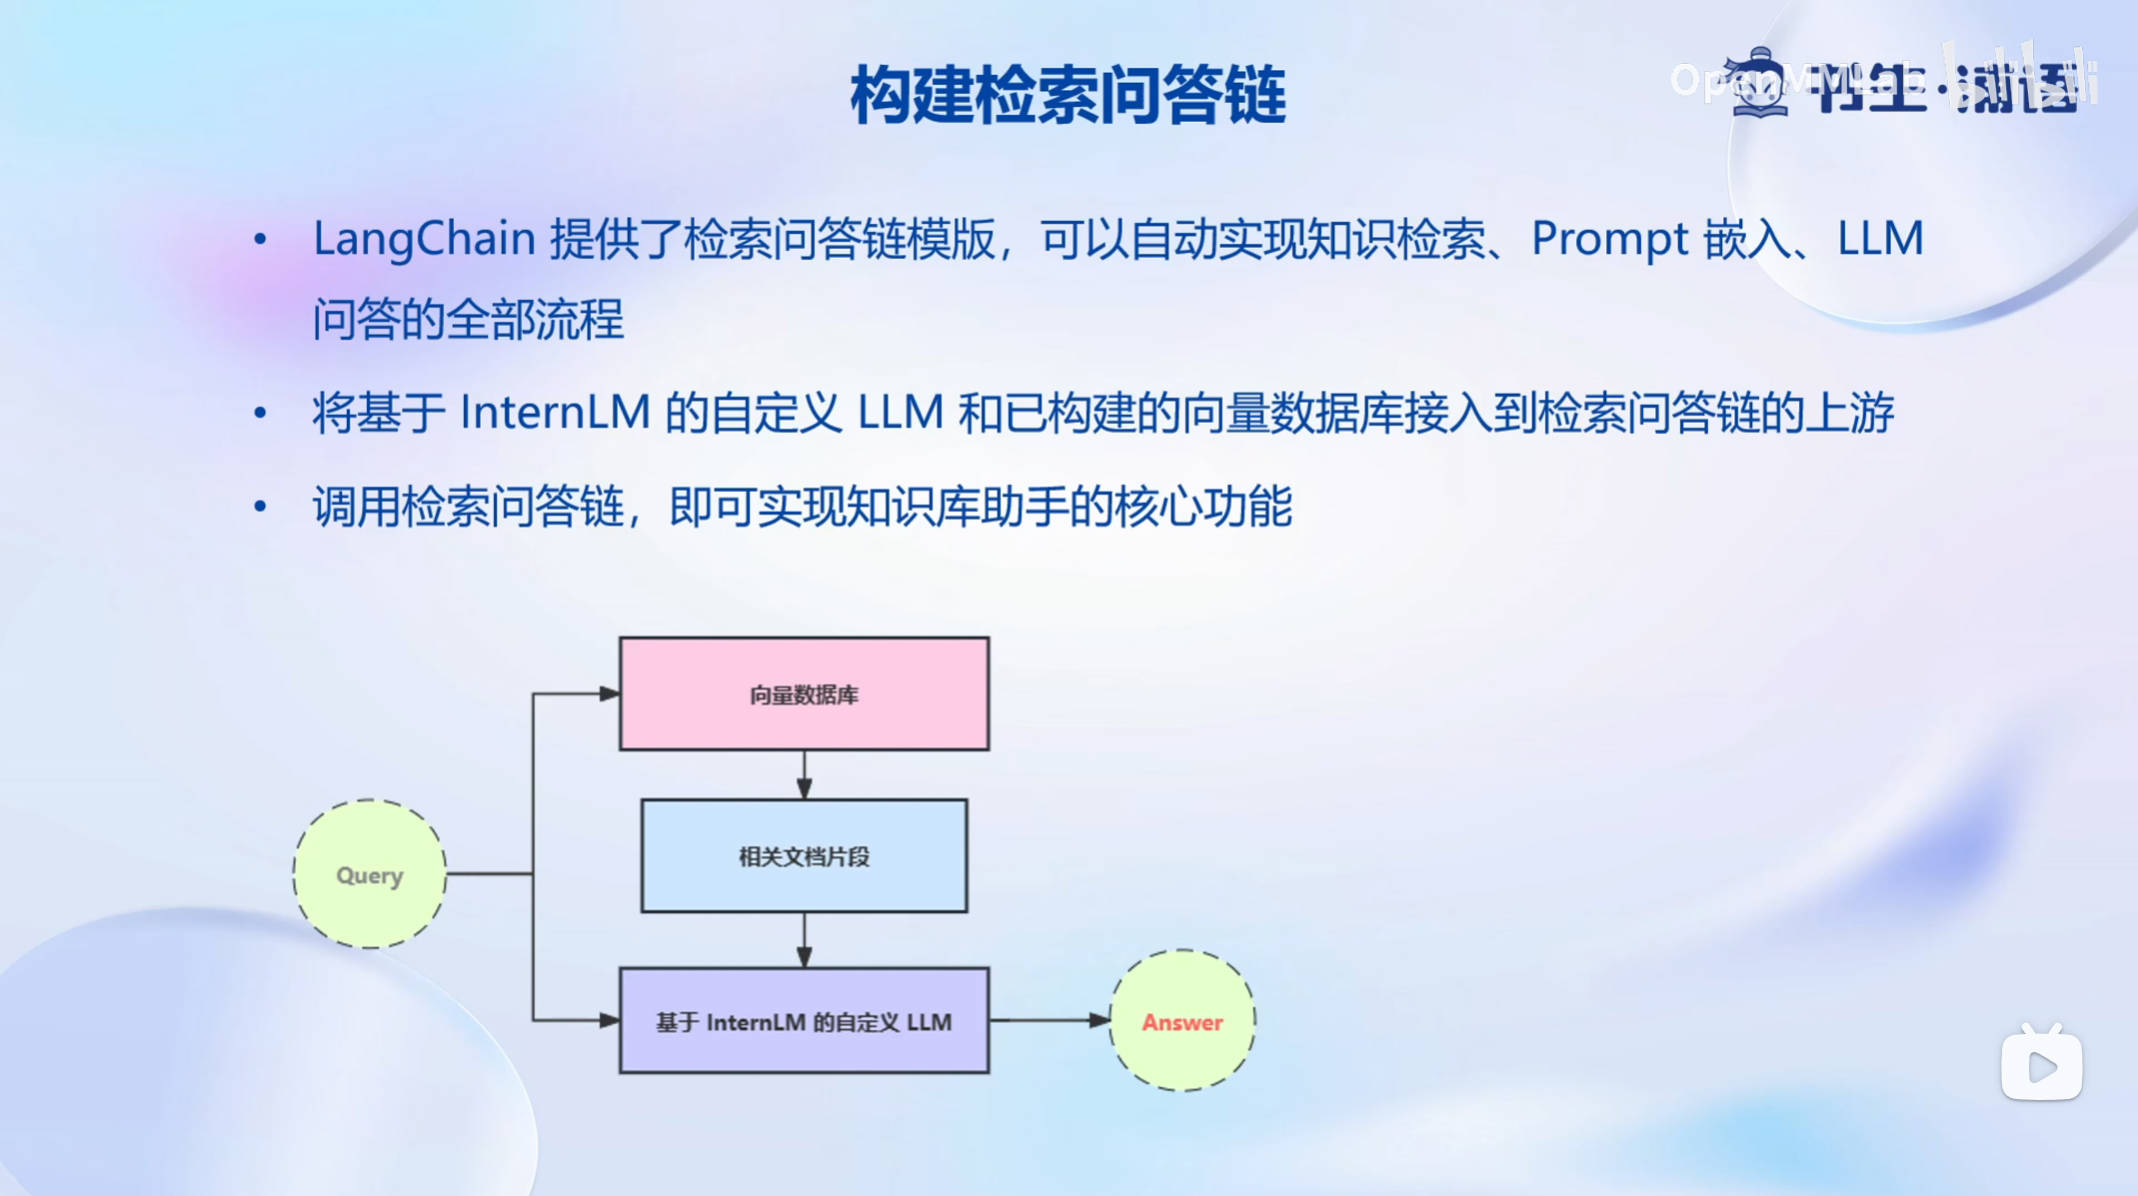 构建检索问答链
OpenMMLab
书生·浦语
bilibili
• LangChain 提供了检索问答链模版，可以自动实现知识检索、Prompt 嵌入、LLM
问答的全部流程
• 将基于 InternLM 的自定义 LLM 和已构建的向量数据库接入到检索问答链的上游
• 调用检索问答链，即可实现知识库助手的核心功能
向量数据库
相关文档片段
Query
基于 InternLM 的自定义 LLM
Answer